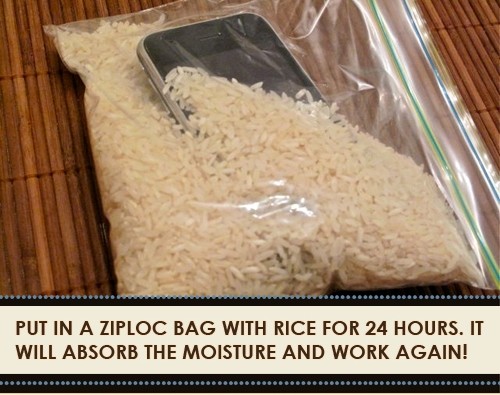 PUT IN A ZIPLOC BAG WITH RICE FOR 24 HOURS. IT
WILL ABSORB THE MOISTURE AND WORK AGAIN!